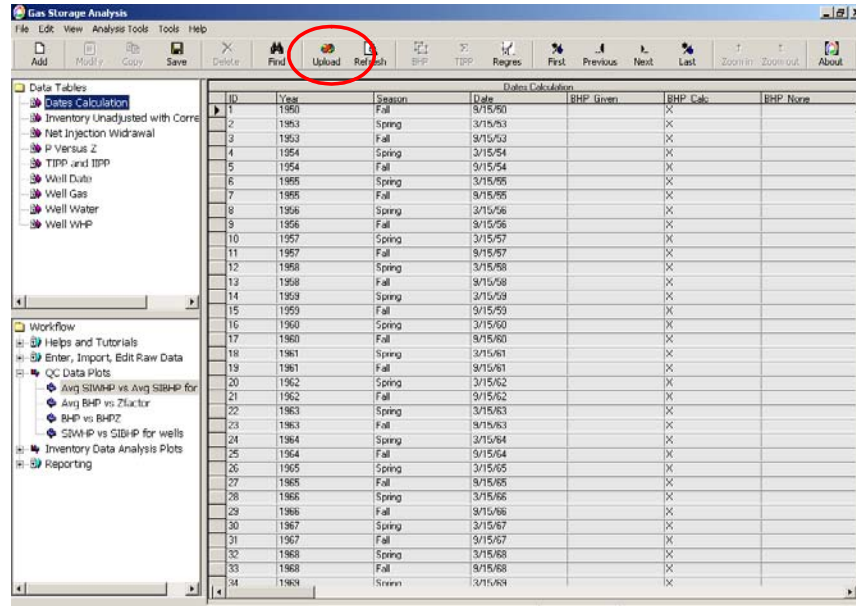 Gas Storage Analysis
File Edit View Analysis Tools Tools Help
Add Modify Copy Save Delete Find Upload Refresh BHP TIPP Regres First Previous Next Last Zoom in Zoom out About
Data Tables
Dates Calculation
Inventory Unadjusted with Corre
Net Injection Widrawal
P Versus Z
TIPP and IIPP
Well Date
Well Gas
Well Water
Well WHP
Workflow
Helps and Tutorials
Enter, Import, Edit Raw Data
QC Data Plots
Avg SIWHP vs Avg SIBHP for
Avg BHP vs Zfactor
BHP vs BHPZ
SIWHP vs SIBHP for wells
Inventory Data Analysis Plots
Reporting
Dates Calculation
ID Year Season Date BHP Given BHP Calc BHP None
1 1950 Fall 9/15/50 X
2 1953 Spring 3/15/53 X
3 1953 Fall 9/15/53 X
4 1954 Spring 3/15/54 X
5 1954 Fall 9/15/54 X
6 1955 Spring 3/15/55 X
7 1955 Fall 9/15/55 X
8 1956 Spring 3/15/56 X
9 1956 Fall 9/15/56 X
10 1957 Spring 3/15/57 X
11 1957 Fall 9/15/57 X
12 1958 Spring 3/15/58 X
13 1958 Fall 9/15/58 X
14 1959 Spring 3/15/59 X
15 1959 Fall 9/15/59 X
16 1960 Spring 3/15/60 X
17 1960 Fall 9/15/60 X
18 1961 Spring 3/15/61 X
19 1961 Fall 9/15/61 X
20 1962 Spring 3/15/62 X
21 1962 Fall 9/15/62 X
22 1963 Spring 3/15/63 X
23 1963 Fall 9/15/63 X
24 1964 Spring 3/15/64 X
25 1964 Fall 9/15/64 X
26 1965 Spring 3/15/65 X
27 1965 Fall 9/15/65 X
28 1966 Spring 3/15/66 X
29 1966 Fall 9/15/66 X
30 1967 Spring 3/15/67 X
31 1967 Fall 9/15/67 X
32 1968 Spring 3/15/68 X
33 1968 Fall 9/15/68 X
34 1969 Spring 3/15/69 X